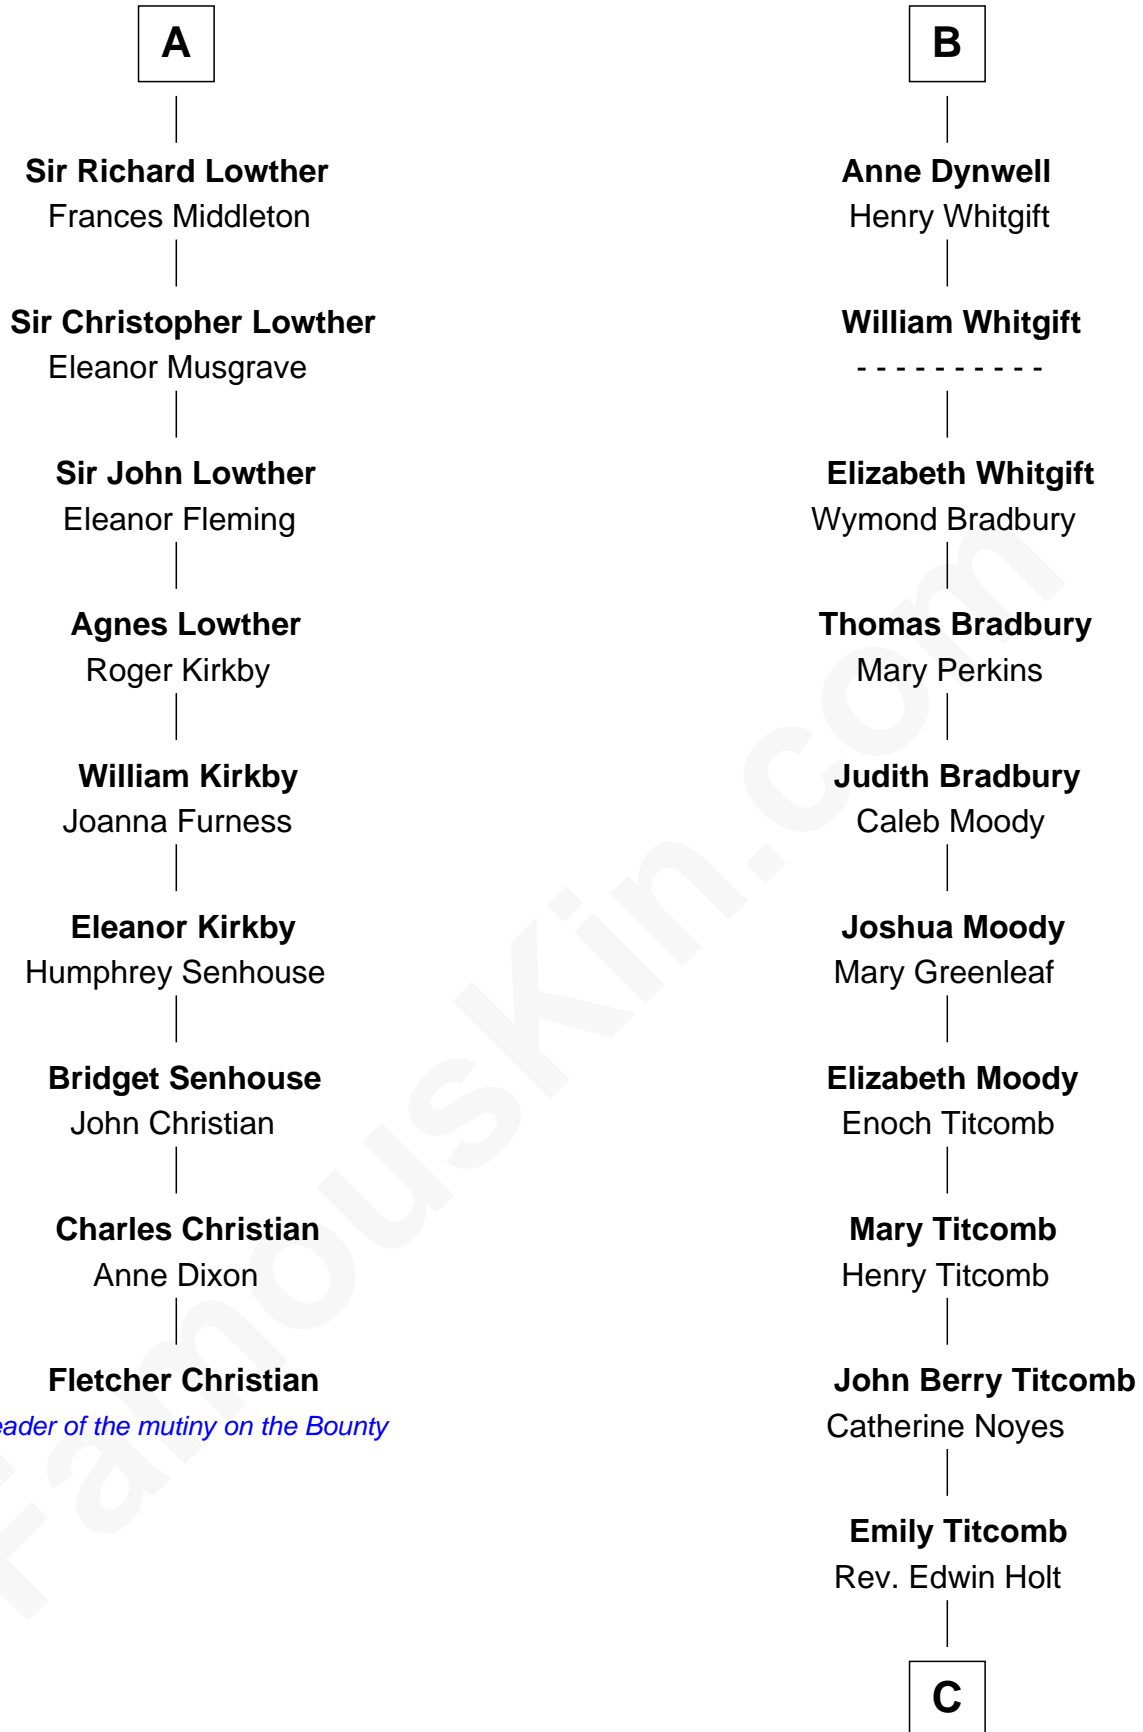 A
Sir Richard Lowther
Frances Middleton
Sir Christopher Lowther
Eleanor Musgrave
Sir John Lowther
Eleanor Fleming
Agnes Lowther
Roger Kirkby
William Kirkby
Joanna Furness
Eleanor Kirkby
Humphrey Senhouse
Bridget Senhouse
John Christian
Charles Christian
Anne Dixon
Fletcher Christian
eader of the mutiny on the Bounty
B
Anne Dynwell
Henry Whitgift
William Whitgift
- - - - - - - - - -
Elizabeth Whitgift
Wymond Bradbury
Thomas Bradbury
Mary Perkins
Judith Bradbury
Caleb Moody
Joshua Moody
Mary Greenleaf
Elizabeth Moody
Enoch Titcomb
Mary Titcomb
Henry Titcomb
John Berry Titcomb
Catherine Noyes
Emily Titcomb
Rev. Edwin Holt
C
FamousKin.com